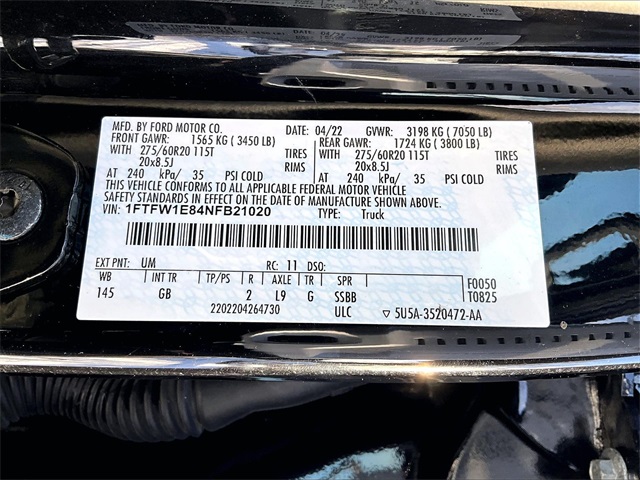 MFD. BY FORD MOTOR CO. DATE: 04/22 GVWR: 3198 KG (7050 LB)
FRONT GAWR: 1565 KG (3450 LB) REAR GAWR: 1724 KG (3800 LB)
WITH 275/60R20 115T TIRES WITH 275/60R20 115T TIRES
20x8.5J RIMS 20x8.5J RIMS
AT 240 kPa/ 35 PSI COLD AT 240 kPa/ 35 PSI COLD
THIS VEHICLE CONFORMS TO ALL APPLICABLE FEDERAL MOTOR VEHICLE
SAFETY STANDARDS IN EFFECT ON THE DATE OF MANUFACTURE SHOWN ABOVE.
VIN: 1FTFW1E84NFB21020 TYPE: Truck
EXT PNT: UM RC: 11 DSO: F0050
WB INT TR TP/PS R AXLE TR SPR T0825
145 GB 2 L9 G SSBB
2202204264730 ULC ▽ 5U5A-3520472-AA